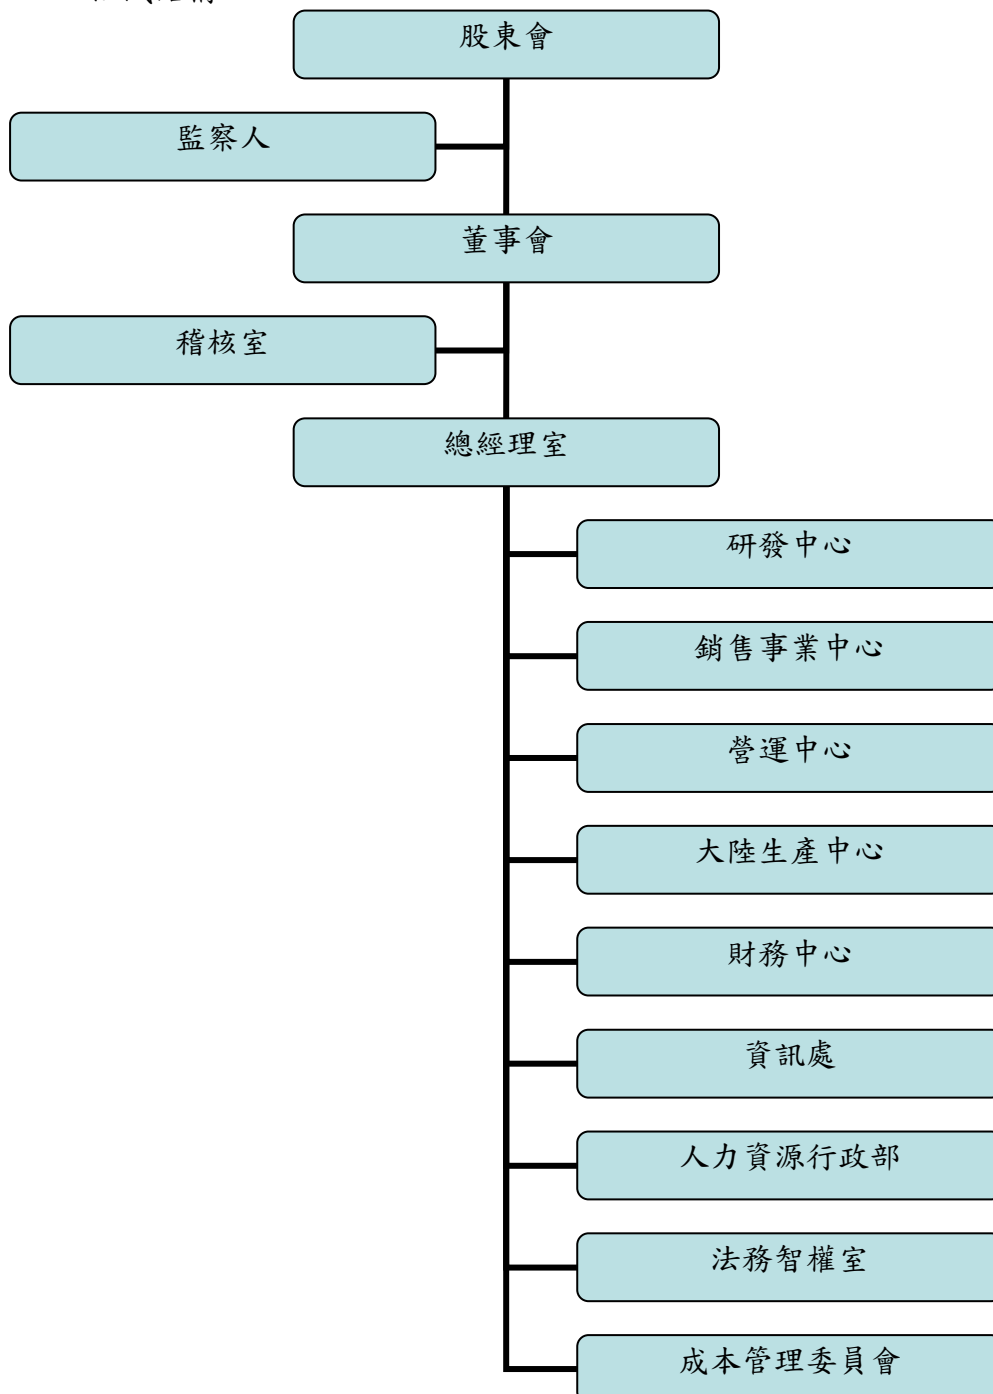 股東會
監察人
董事會
稽核室
總經理室
研發中心
銷售事業中心
營運中心
大陸生產中心
財務中心
資訊處
人力資源行政部
法務智權室
成本管理委員會